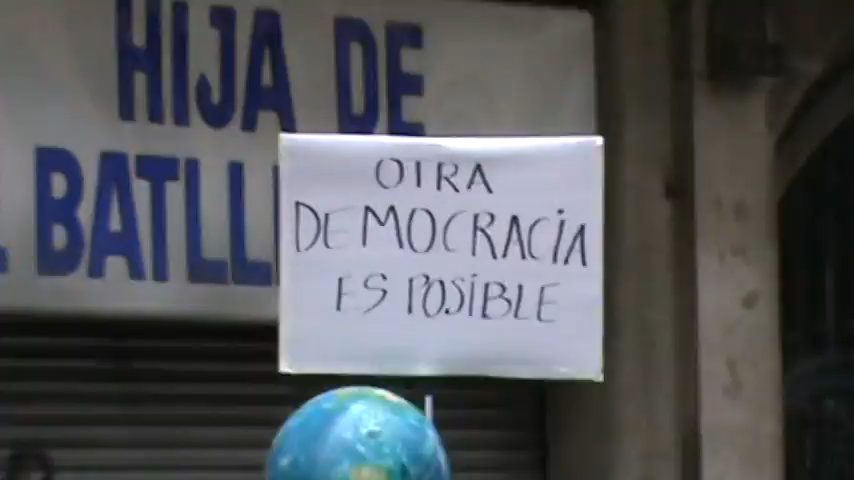 HIJA DE
BATLL
OTRA
DEMOCRACIA
ES POSIBLE